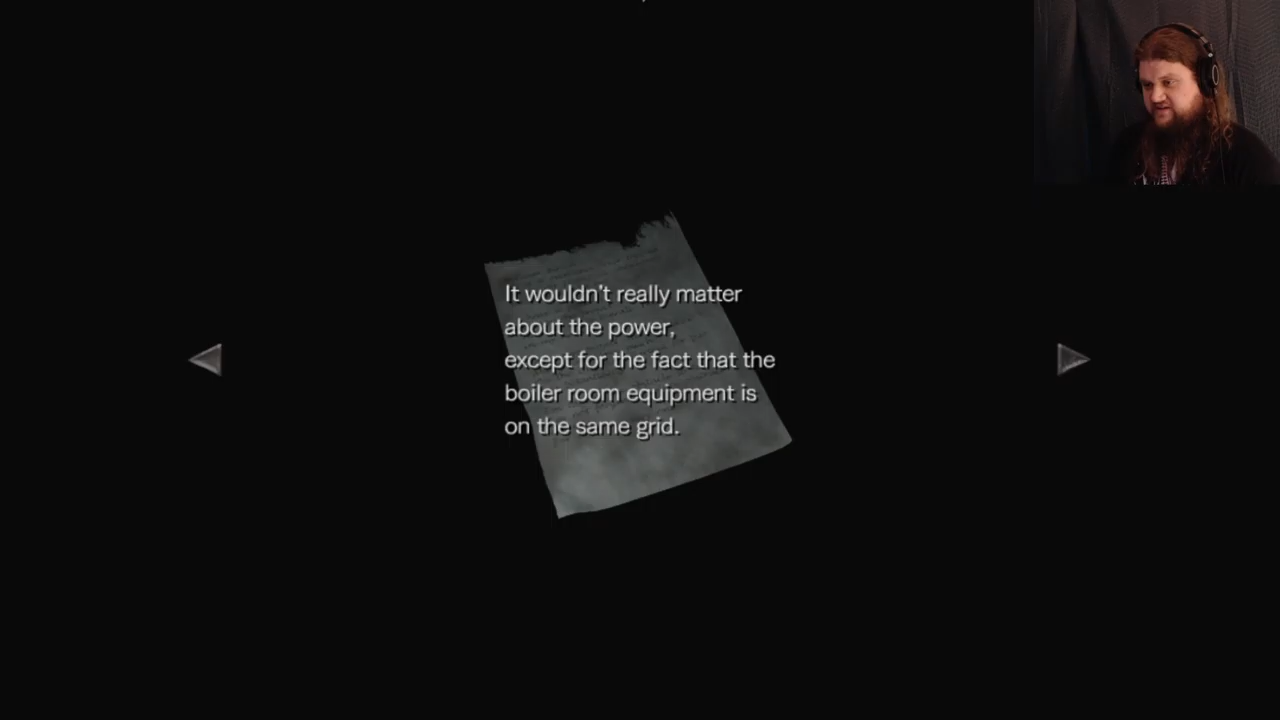 It wouldn't really matter
about the power,
except for the fact that the
boiler room equipment is
on the same grid.